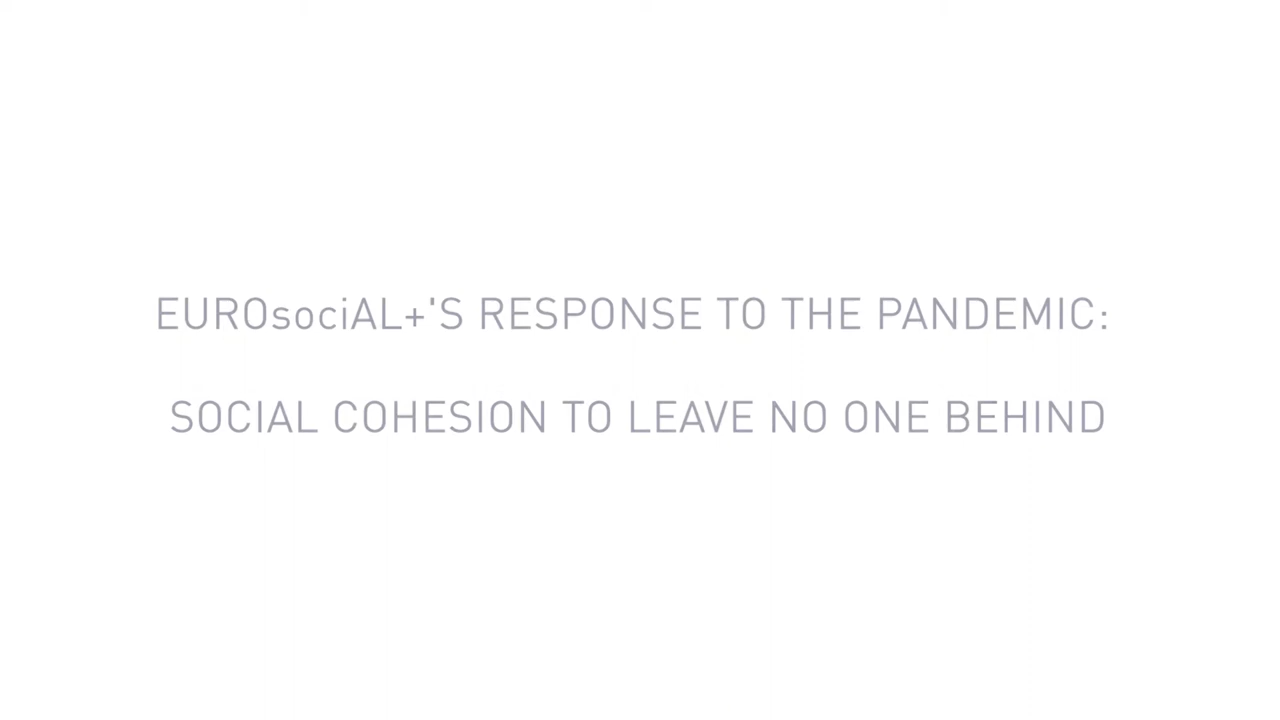 EUROsociAL+'S RESPONSE TO THE PANDEMIC:
SOCIAL COHESION TO LEAVE NO ONE BEHIND